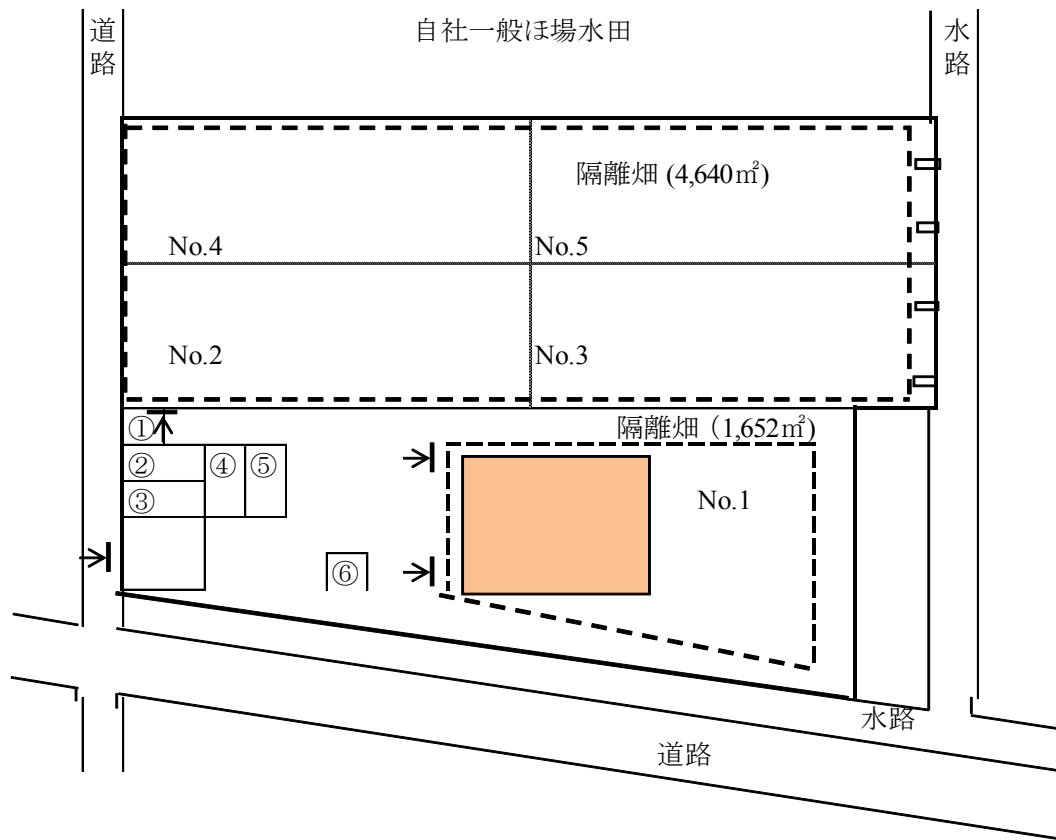 道路
自社一般ほ場水田
水路
隔離畑 (4,640㎡)
No.4
No.5
No.2
No.3
①
隔離畑（1,652㎡)
②
④
⑤
③
No.1
⑥
水路
道路